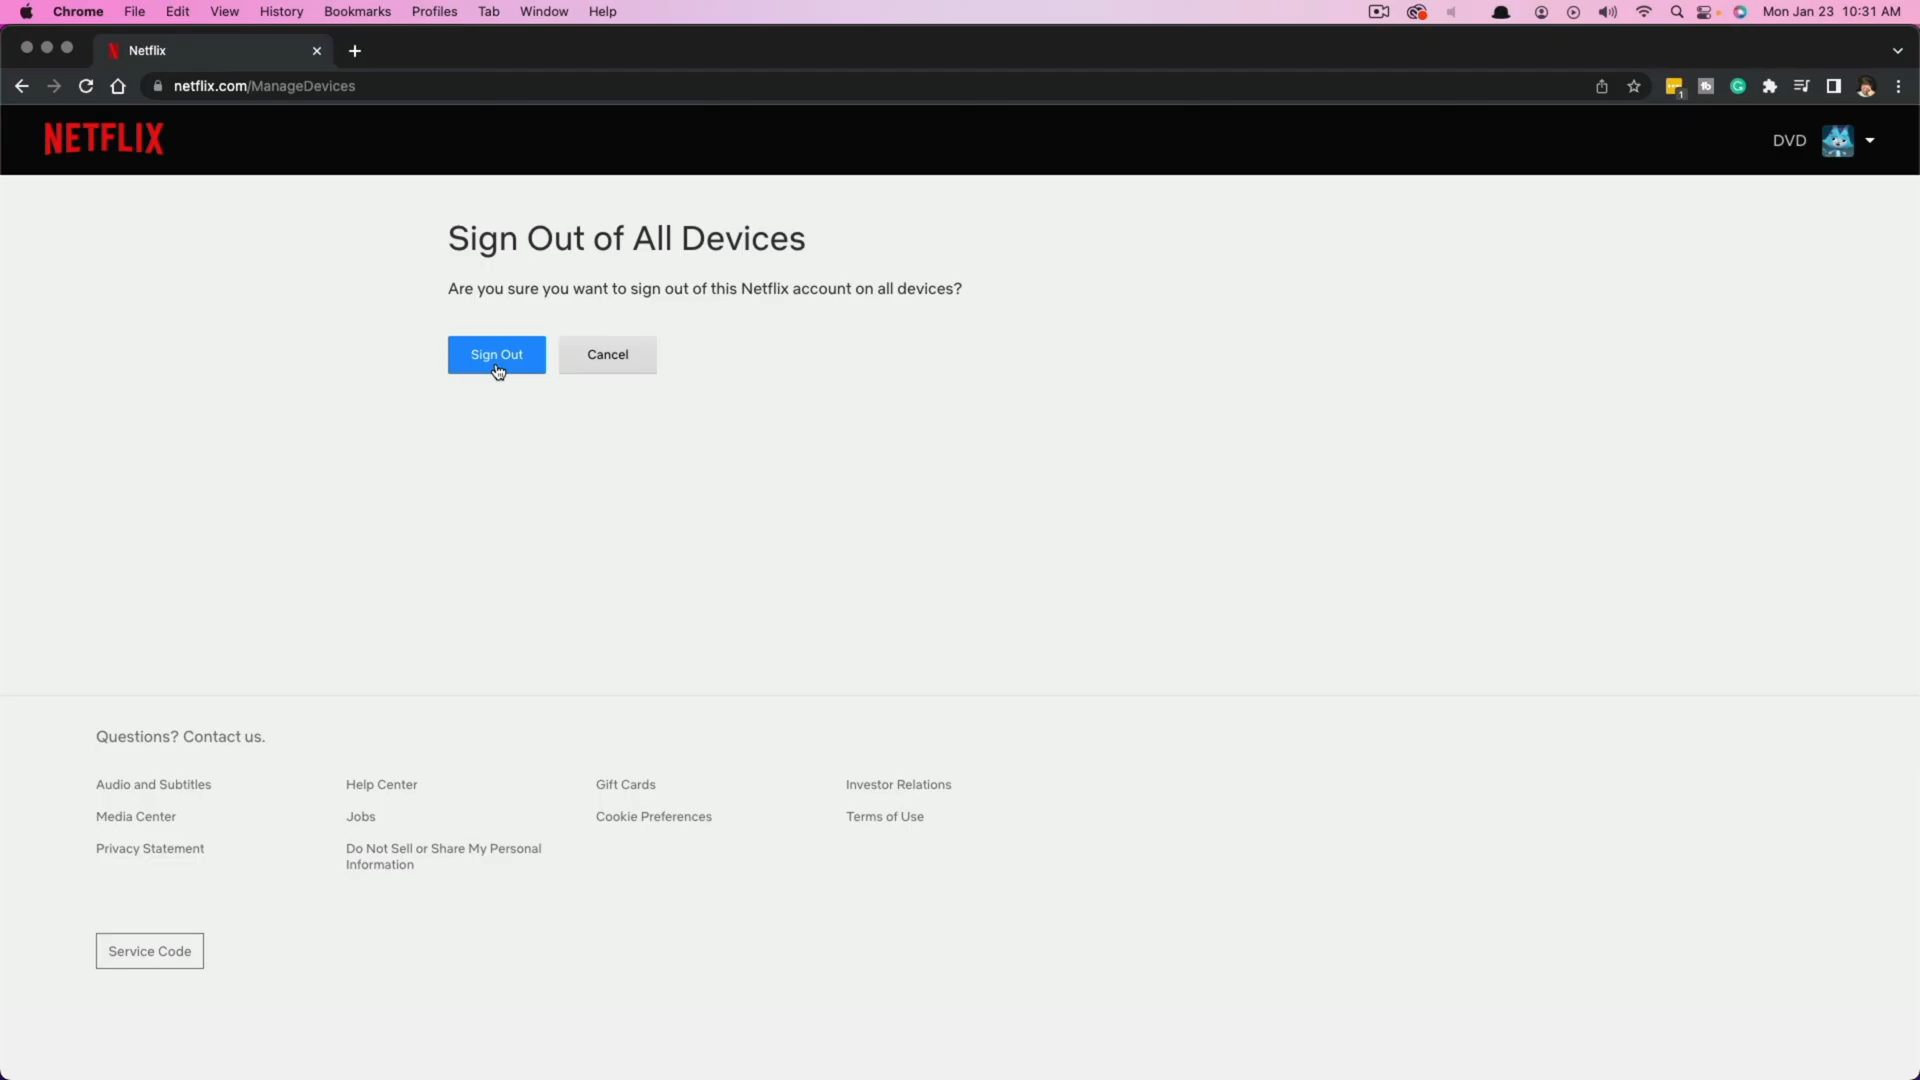 Chrome File Edit View History Bookmarks Profiles Tab Window Help Mon Jan 23 10:31 AM
Netflix
netflix.com/ManageDevices
1
NETFLIX
DVD
Sign Out of All Devices
Are you sure you want to sign out of this Netflix account on all devices?
Sign Out Cancel
Questions? Contact us.
Audio and Subtitles Help Center Gift Cards Investor Relations
Media Center Jobs Cookie Preferences Terms of Use
Privacy Statement Do Not Sell or Share My Personal
Information
Service Code